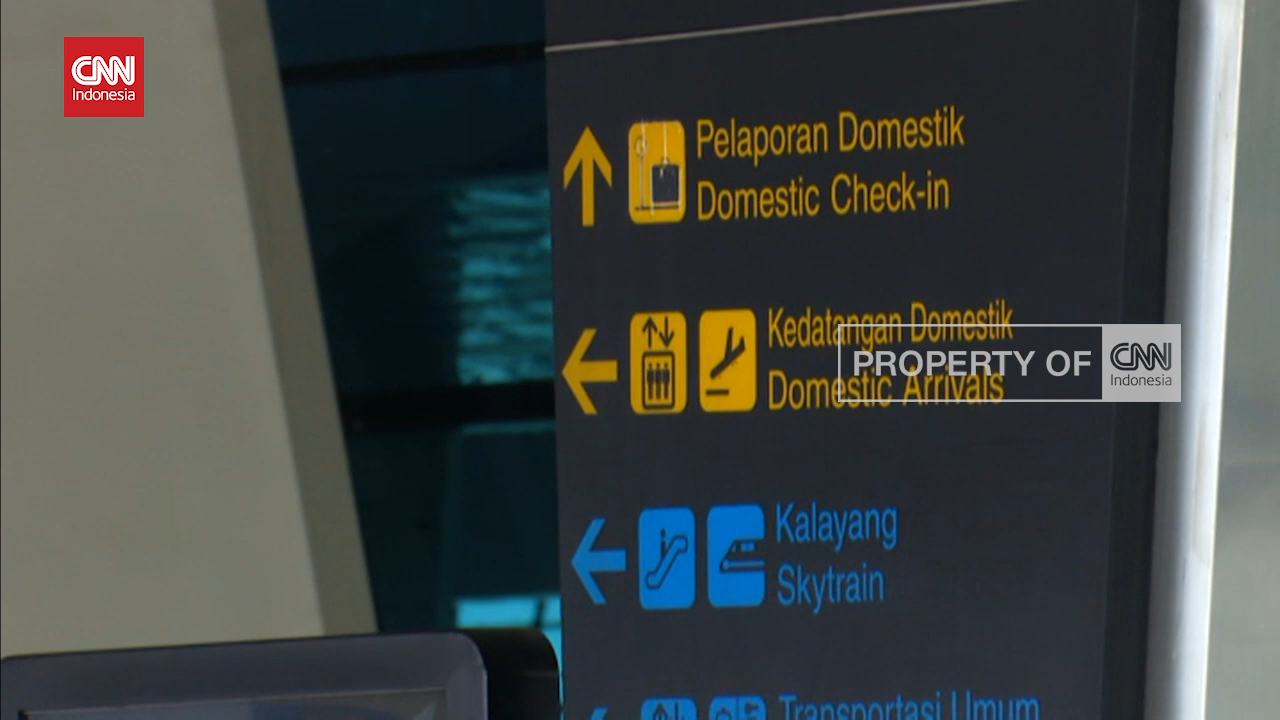 CNN
Indonesia
Pelaporan Domestik
Domestic Check-in
Kedatangan Domestik
Domestic Arrivals
PROPERTY OF CNN
Indonesia
Kalayang
Skytrain
Transportasi Umum